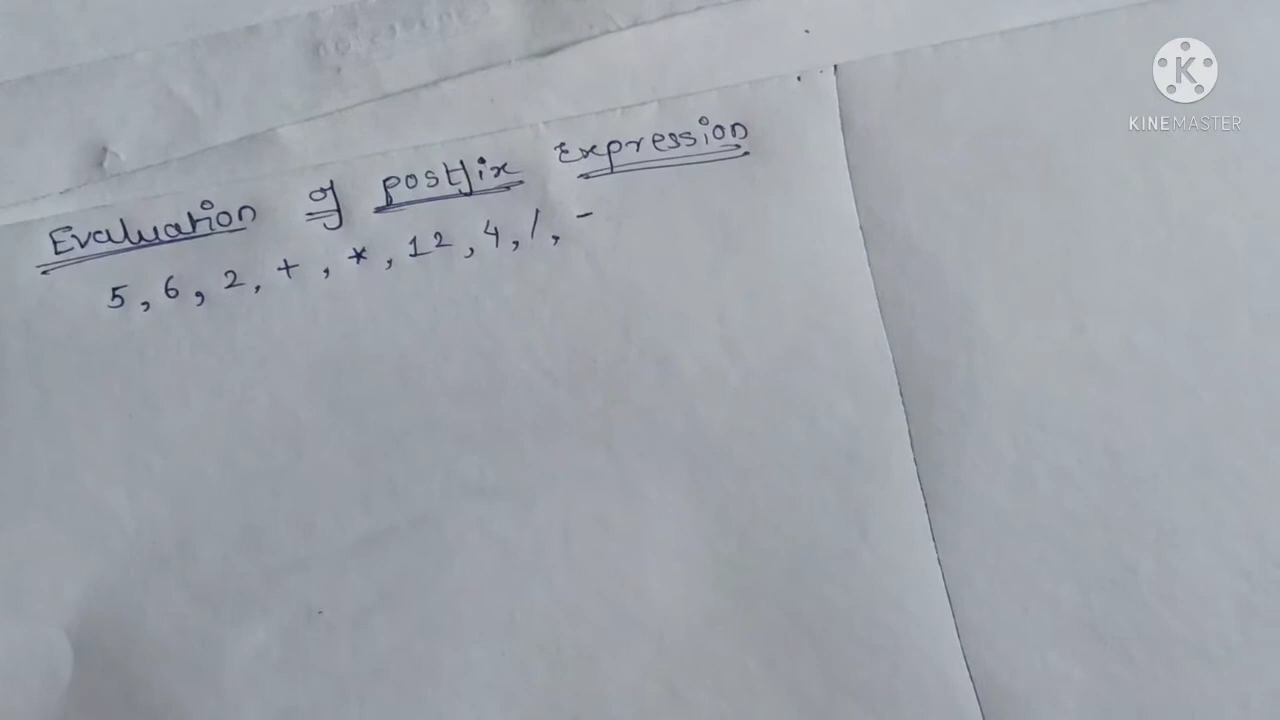 Evaluation of postfix Expression
5, 6, 2, +, *, 12, 4, /, -
K
KINEMASTER